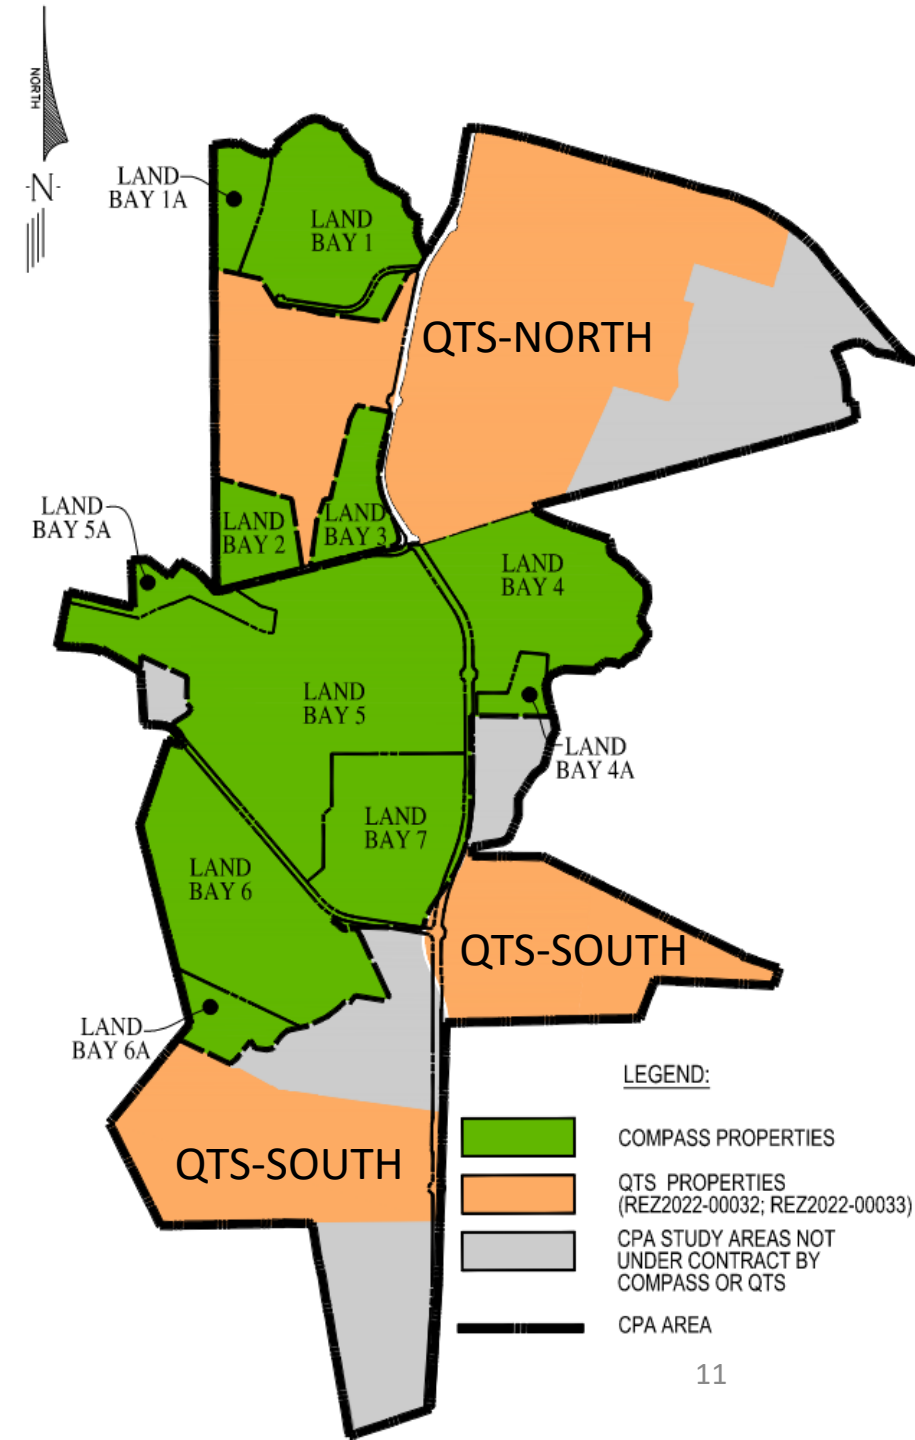 NORTH
N
LAND
BAY 1A
LAND
BAY 1
QTS-NORTH
LAND
BAY 5A
LAND
BAY 2
LAND
BAY 3
LAND
BAY 4
LAND
BAY 5
LAND
BAY 4A
LAND
BAY 7
LAND
BAY 6
QTS-SOUTH
LAND
BAY 6A
QTS-SOUTH
LEGEND:
COMPASS PROPERTIES
QTS PROPERTIES
(REZ2022-00032; REZ2022-00033)
CPA STUDY AREAS NOT
UNDER CONTRACT BY
COMPASS OR QTS
CPA AREA
11